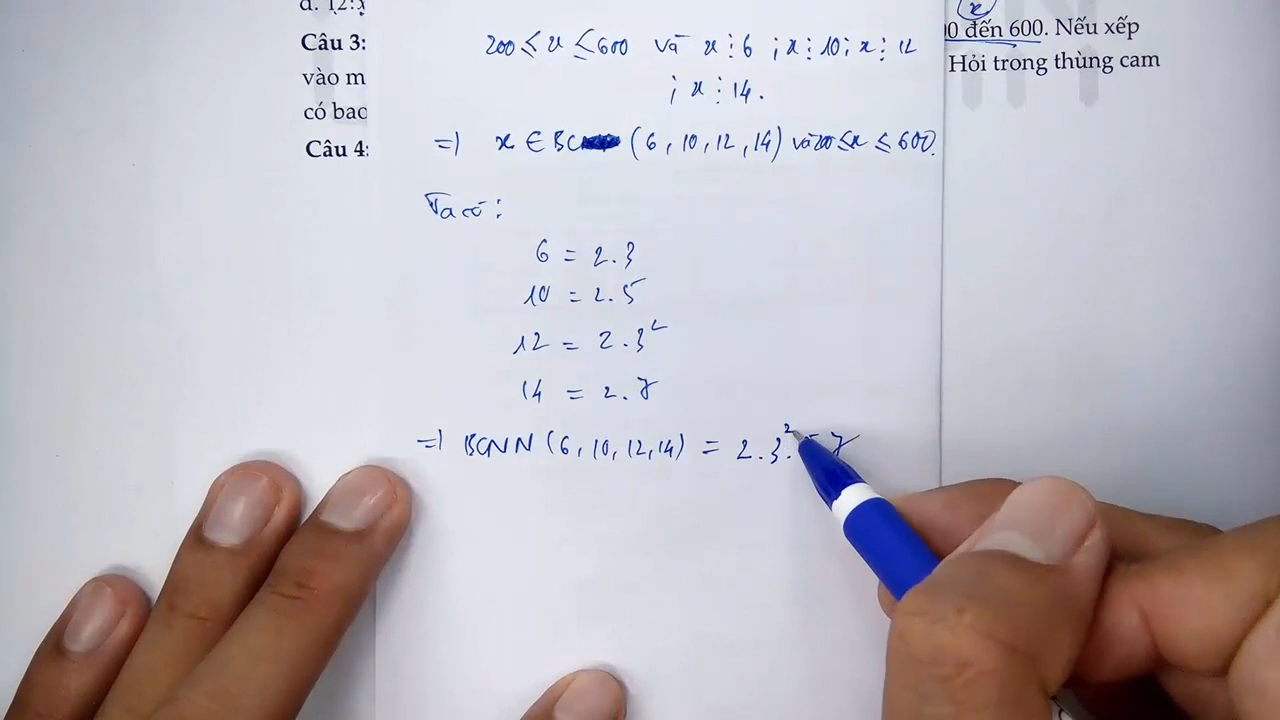 d. 12:x
Câu 3:
vào m
có bao
Câu 4:
(x)
00 đến 600. Nếu xếp
Hỏi trong thùng cam
200 ≤ x ≤ 600 và x ⋮ 6 ; x ⋮ 10 ; x ⋮ 12
; x ⋮ 14.
=> x ∈ BC (6, 10, 12, 14) và 200 ≤ x ≤ 600.
Ta có :
6 = 2.3
10 = 2.5
12 = 2.3²
14 = 2.7
=> BCNN (6, 10, 12, 14) = 2.3².5.7